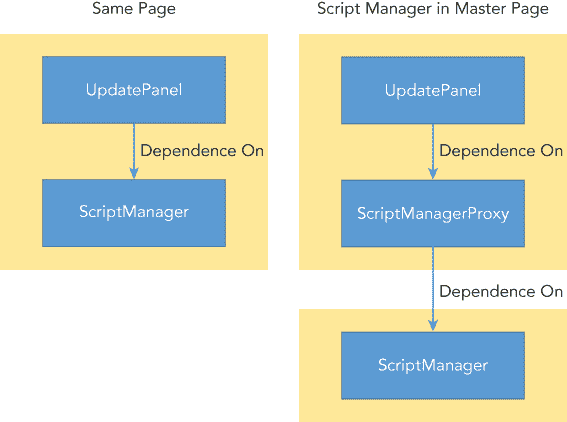 Same Page
UpdatePanel
Dependence On
ScriptManager
Script Manager in Master Page
UpdatePanel
Dependence On
ScriptManagerProxy
Dependence On
ScriptManager